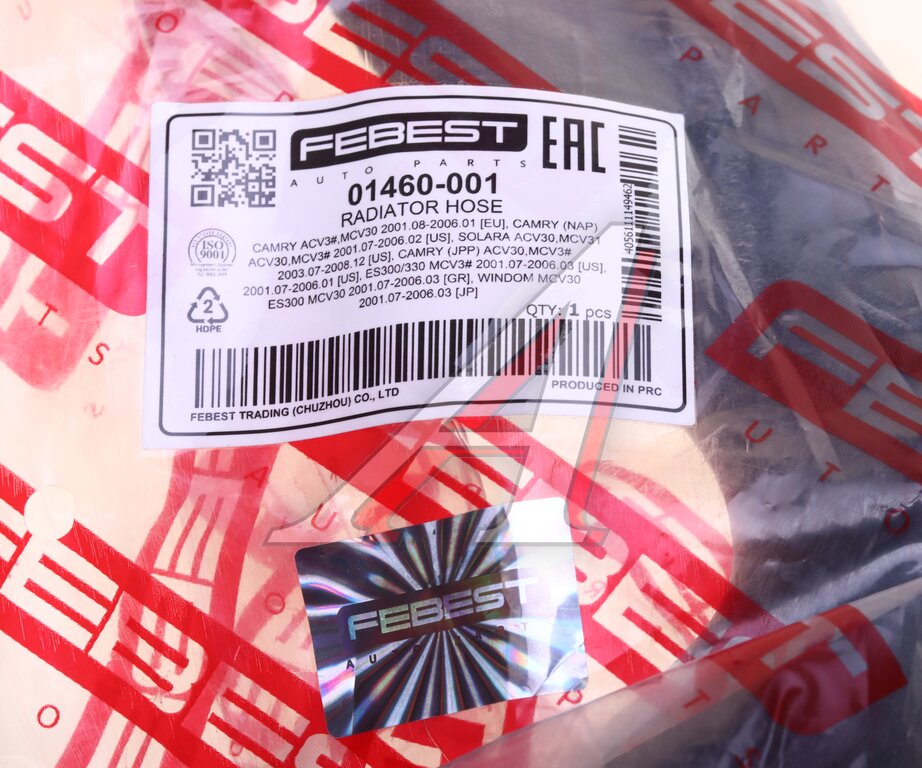 FEBEST
AUTO PARTS
EAC
01460-001
RADIATOR HOSE
CAMRY ACV3#,MCV30 2001.08-2006.01 [EU], CAMRY (NAP)
ACV30,MCV3# 2001.07-2006.02 [US], SOLARA ACV30,MCV31
2003.07-2008.12 [US], CAMRY (JPP) ACV30,MCV3#
2001.07-2006.01 [US], ES300/330 MCV3# 2001.07-2006.03 [US],
ES300 MCV30 2001.07-2006.03 [GR], WINDOM MCV30
2001.07-2006.03 [JP]
ISO
9001
2
HDPE
QTY: 1 pcs
4056111149462
FEBEST TRADING (CHUZHOU) CO., LTD
PRODUCED IN PRC
FEBEST